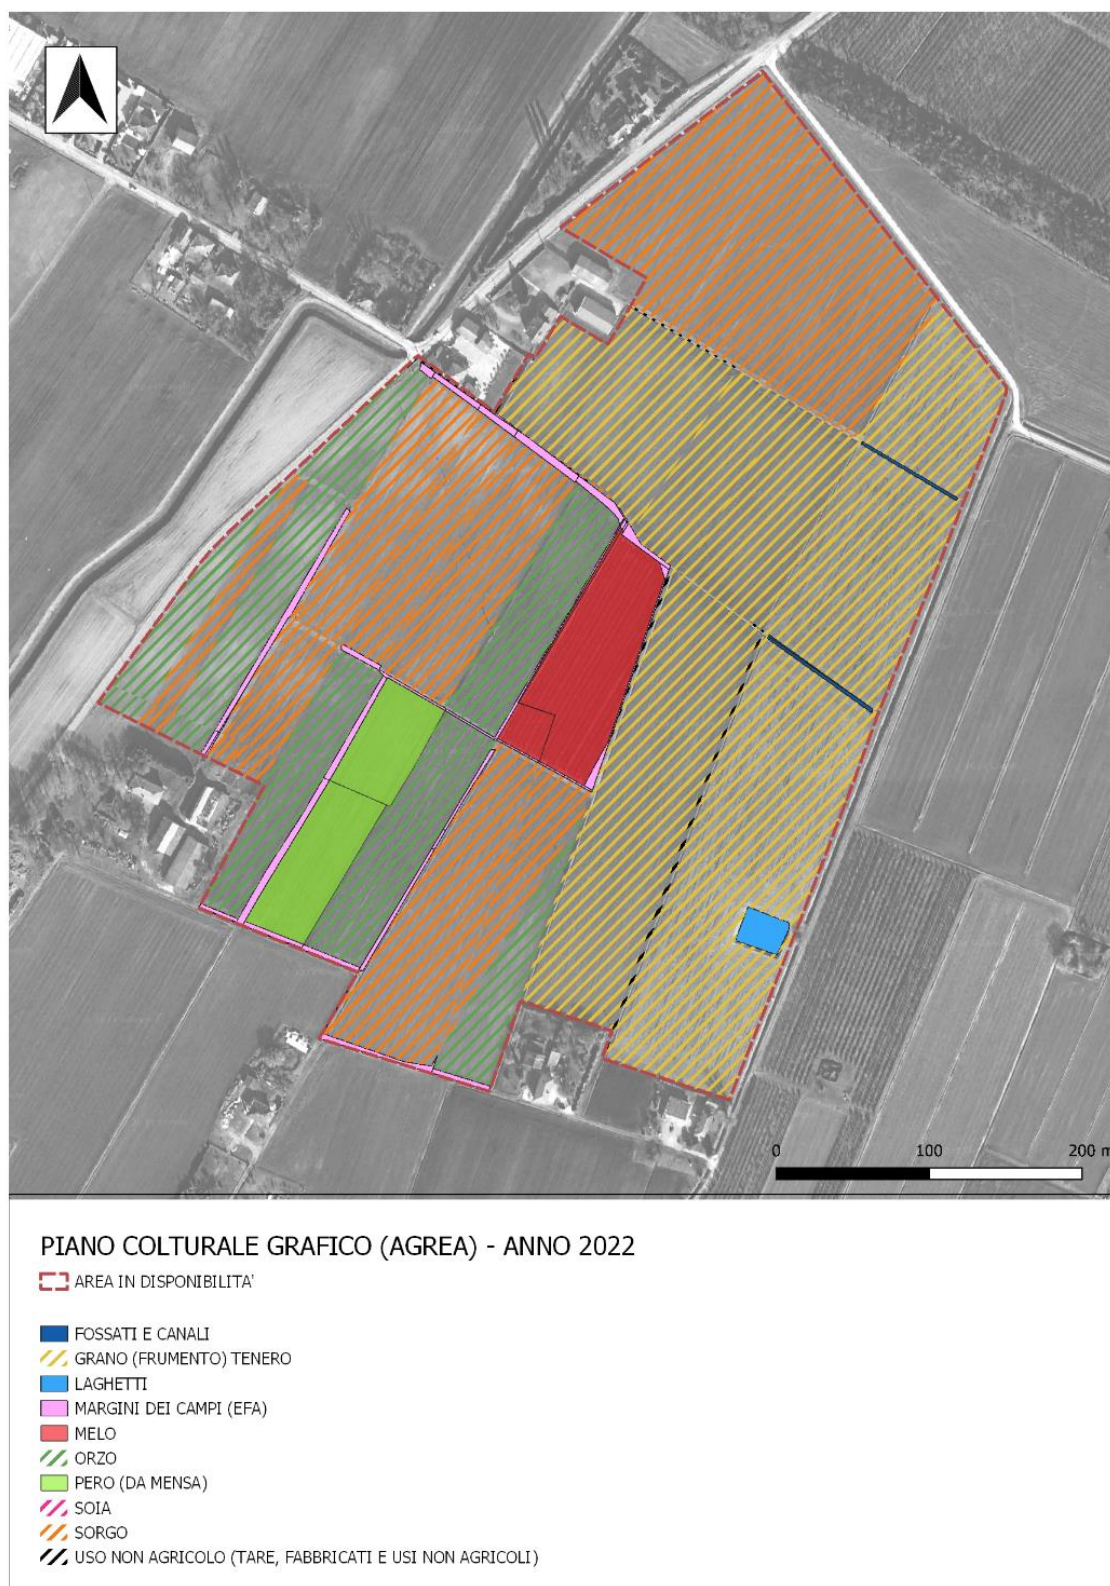 0 100 200 m
PIANO COLTURALE GRAFICO (AGREA) - ANNO 2022
AREA IN DISPONIBILITA'
FOSSATI E CANALI
GRANO (FRUMENTO) TENERO
LAGHETTI
MARGINI DEI CAMPI (EFA)
MELO
ORZO
PERO (DA MENSA)
SOIA
SORGO
USO NON AGRICOLO (TARE, FABBRICATI E USI NON AGRICOLI)